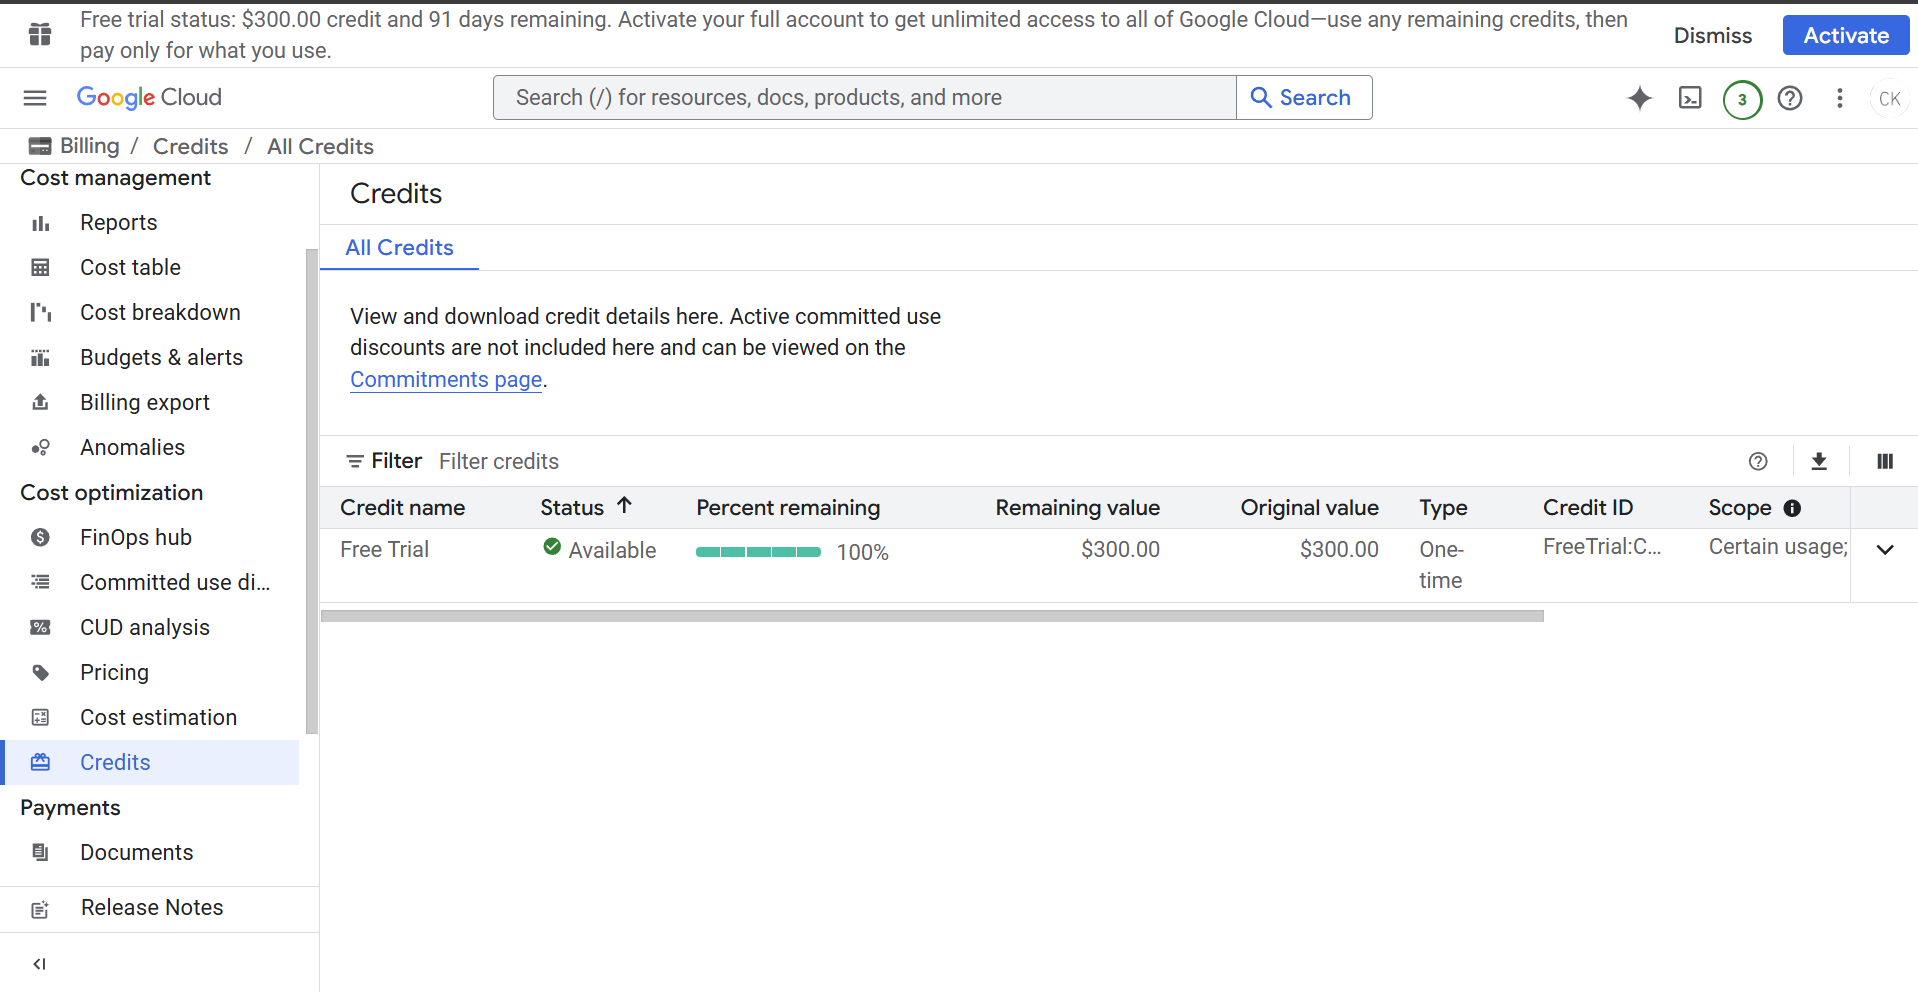 Free trial status: $300.00 credit and 91 days remaining. Activate your full account to get unlimited access to all of Google Cloud—use any remaining credits, then
pay only for what you use.
Dismiss
Activate
Google Cloud
Search (/) for resources, docs, products, and more
Search
3
CK
Billing / Credits / All Credits
Cost management
Reports
Cost table
Cost breakdown
Budgets & alerts
Billing export
Anomalies
Cost optimization
FinOps hub
Committed use di...
CUD analysis
Pricing
Cost estimation
Credits
Payments
Documents
Release Notes
Credits
All Credits
View and download credit details here. Active committed use
discounts are not included here and can be viewed on the
Commitments page.
Filter Filter credits
Credit name Status Percent remaining Remaining value Original value Type Credit ID Scope
Free Trial Available 100% $300.00 $300.00 One- FreeTrial:C... Certain usage;
time